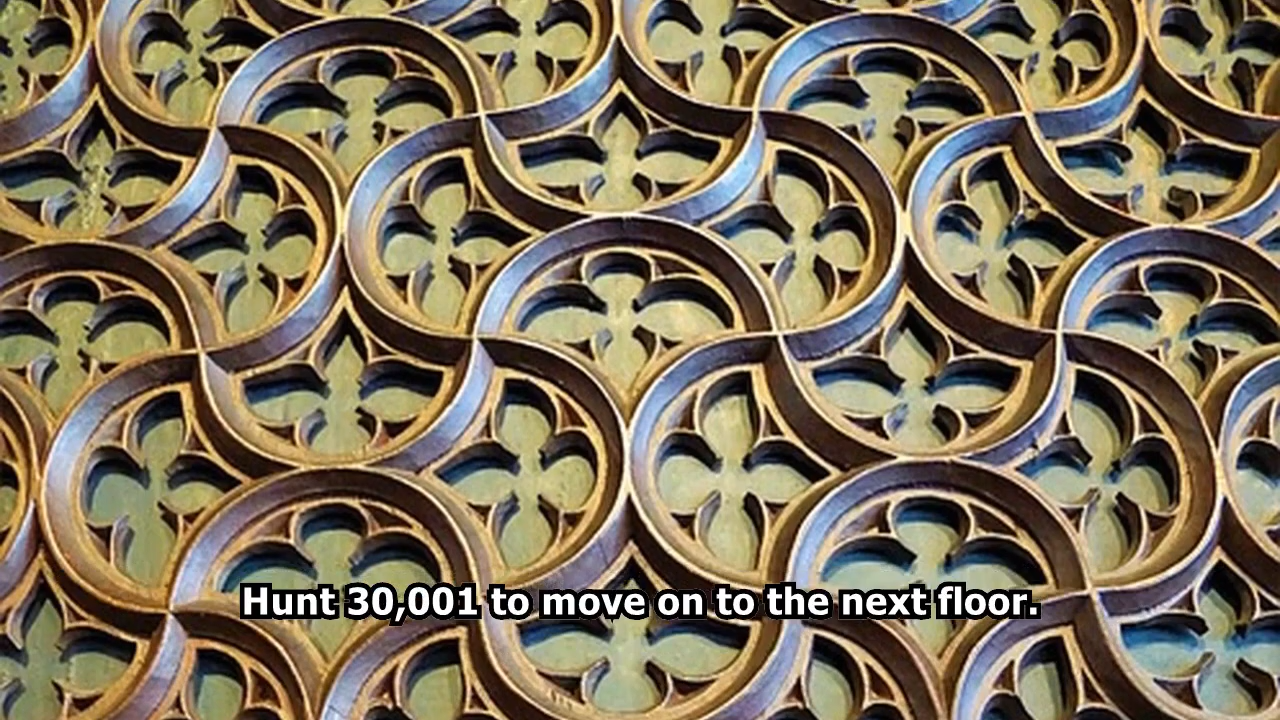 Hunt 30,001 to move on to the next floor.